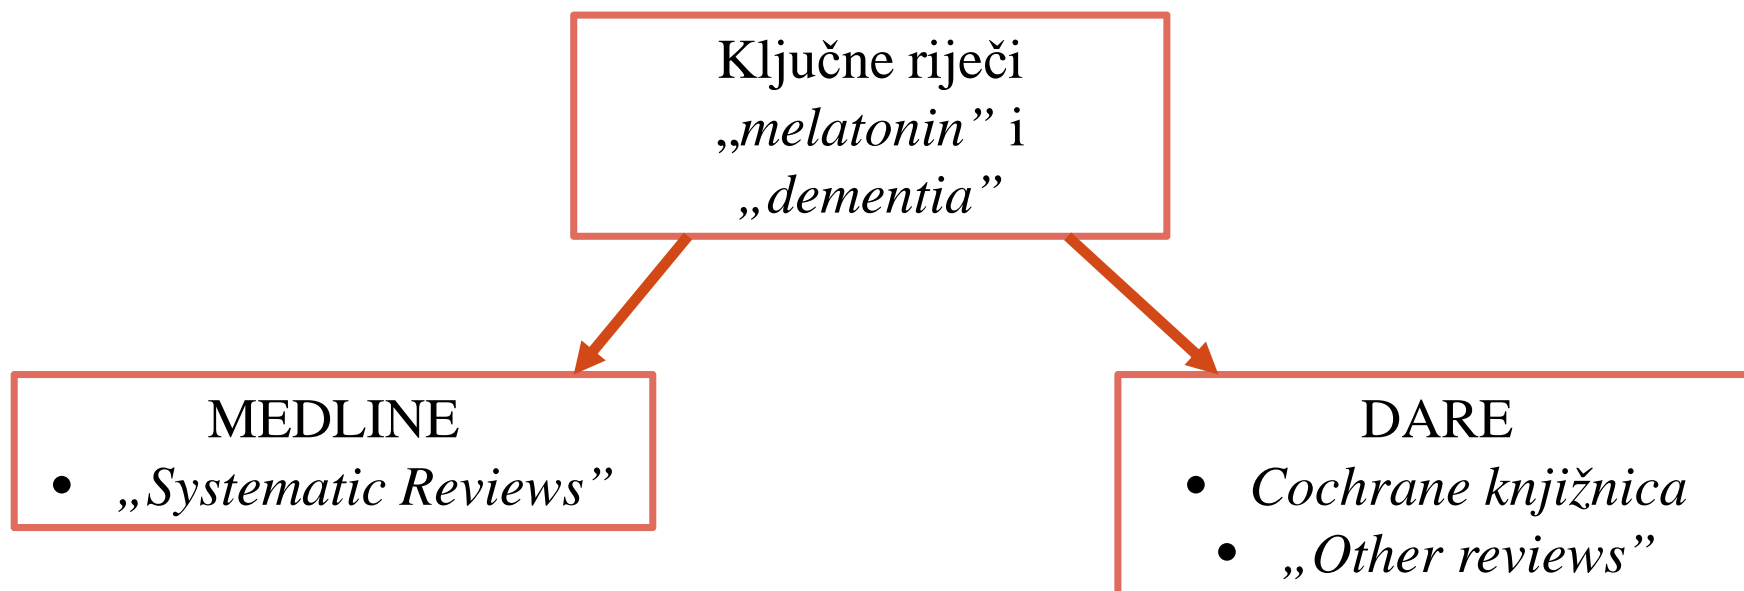 Ključne riječi
„melatonin” i
„dementia”
MEDLINE
• „Systematic Reviews”
DARE
• Cochrane knjižnica
• „Other reviews”